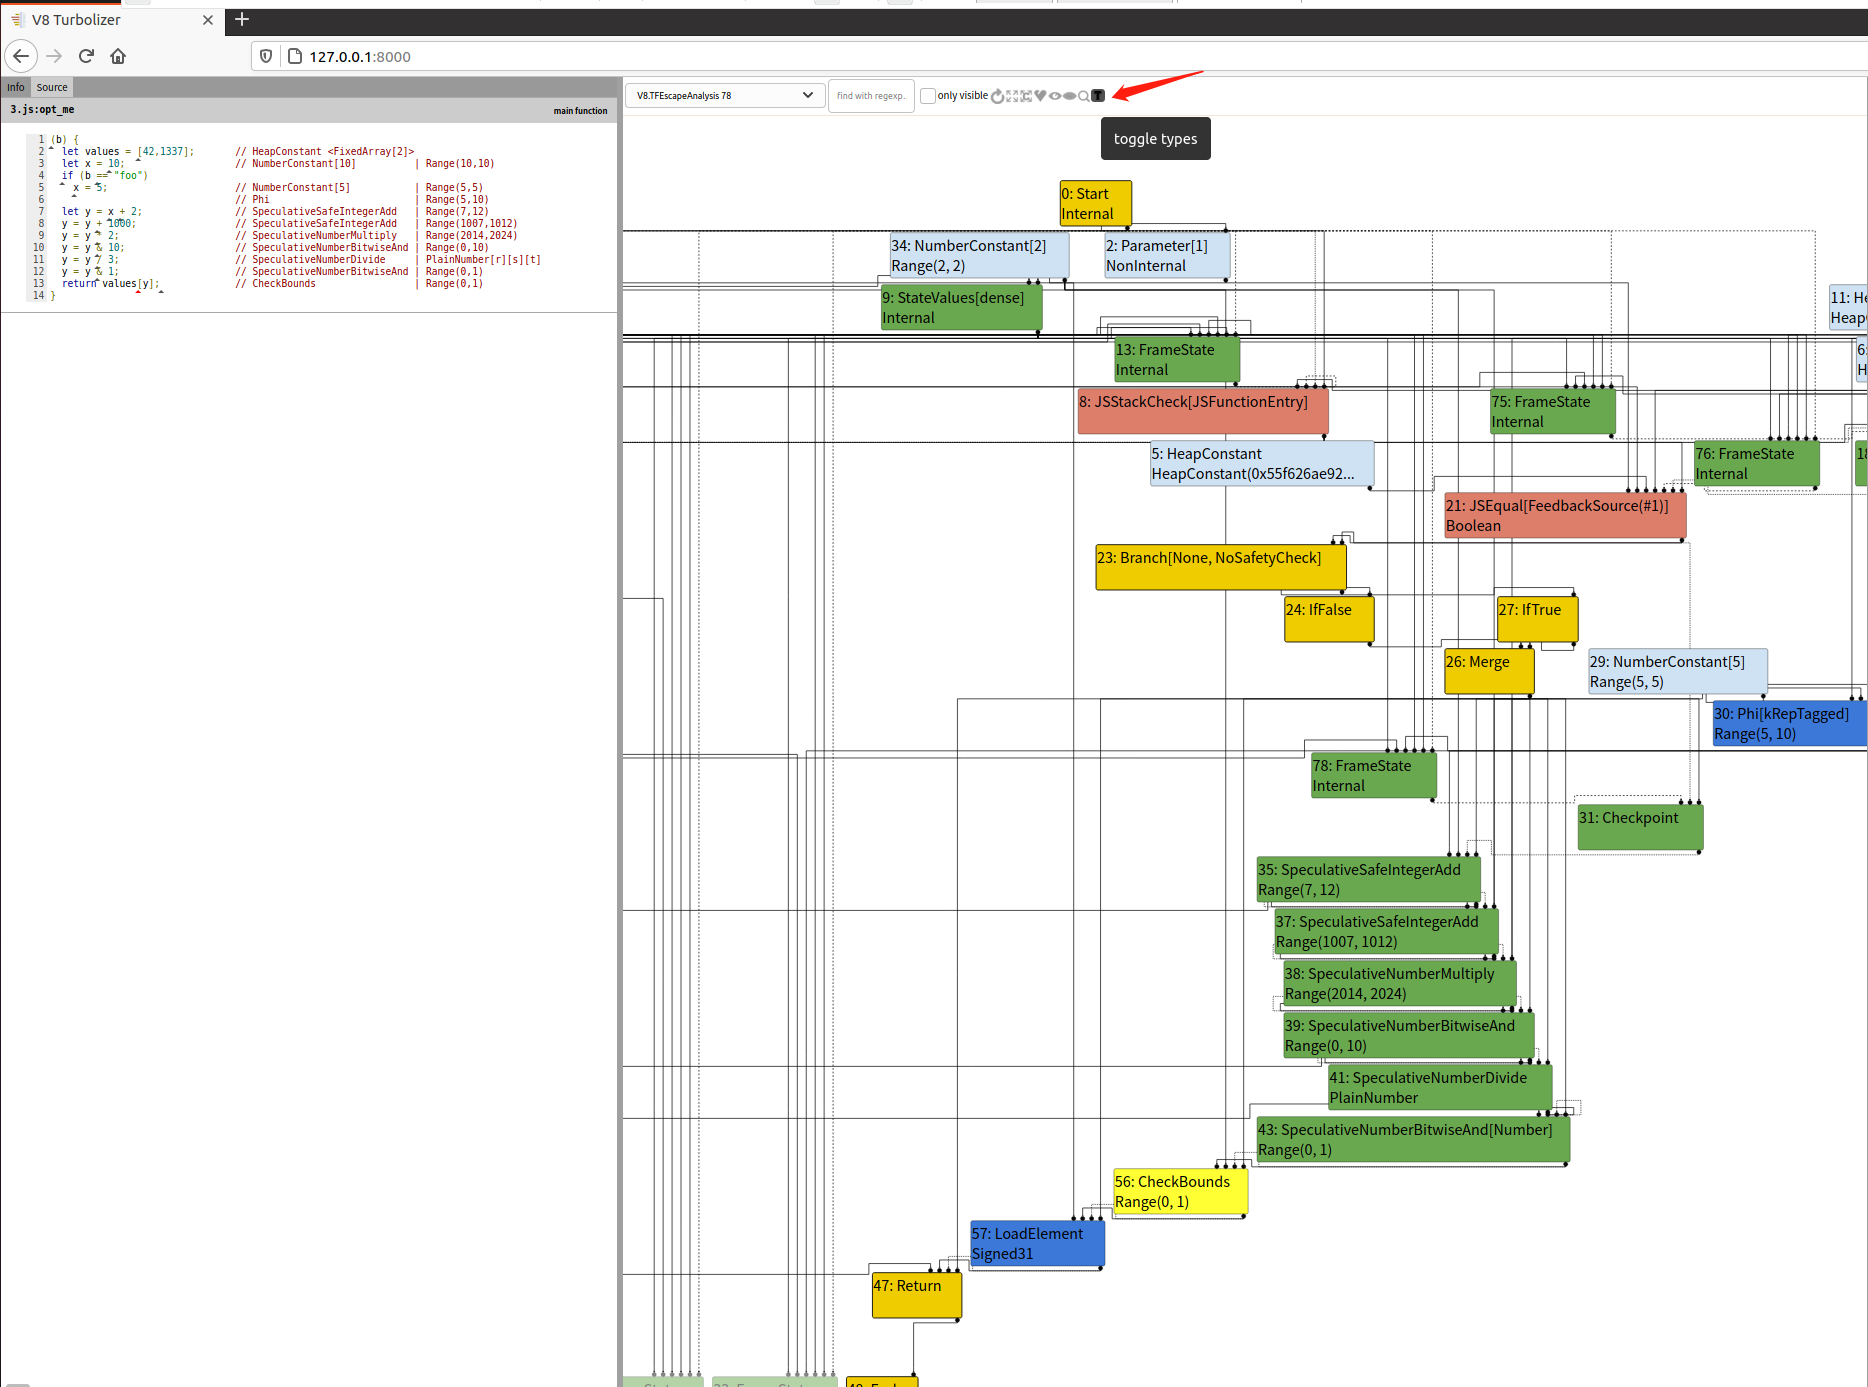 V8 Turbolizer
127.0.0.1:8000
Info Source
3.js:opt_me main function
1 (b) {
2 let values = [42,1337]; // HeapConstant <FixedArray[2]>
3 let x = 10; // NumberConstant[10] | Range(10,10)
4 if (b == "foo")
5 x = 5; // NumberConstant[5] | Range(5,5)
6 // Phi | Range(5,10)
7 let y = x + 2; // SpeculativeSafeIntegerAdd | Range(7,12)
8 y = y + 1000; // SpeculativeSafeIntegerAdd | Range(1007,1012)
9 y = y * 2; // SpeculativeNumberMultiply | Range(2014,2024)
10 y = y & 10; // SpeculativeNumberBitwiseAnd | Range(0,10)
11 y = y / 3; // SpeculativeNumberDivide | PlainNumber[r][s][t]
12 y = y & 1; // SpeculativeNumberBitwiseAnd | Range(0,1)
13 return values[y]; // CheckBounds | Range(0,1)
14 }
V8.TFEscapeAnalysis 78 find with regexp. only visible T
toggle types
0: Start
Internal
34: NumberConstant[2]
Range(2, 2)
2: Parameter[1]
NonInternal
9: StateValues[dense]
Internal
11: He
Heap
13: FrameState
Internal
6:
H
8: JSStackCheck[JSFunctionEntry]
75: FrameState
Internal
5: HeapConstant
HeapConstant(0x55f626ae92...
76: FrameState
Internal
18
21: JSEqual[FeedbackSource(#1)]
Boolean
23: Branch[None, NoSafetyCheck]
24: IfFalse
27: IfTrue
26: Merge
29: NumberConstant[5]
Range(5, 5)
30: Phi[kRepTagged]
Range(5, 10)
78: FrameState
Internal
31: Checkpoint
35: SpeculativeSafeIntegerAdd
Range(7, 12)
37: SpeculativeSafeIntegerAdd
Range(1007, 1012)
38: SpeculativeNumberMultiply
Range(2014, 2024)
39: SpeculativeNumberBitwiseAnd
Range(0, 10)
41: SpeculativeNumberDivide
PlainNumber
43: SpeculativeNumberBitwiseAnd[Number]
Range(0, 1)
56: CheckBounds
Range(0, 1)
57: LoadElement
Signed31
47: Return